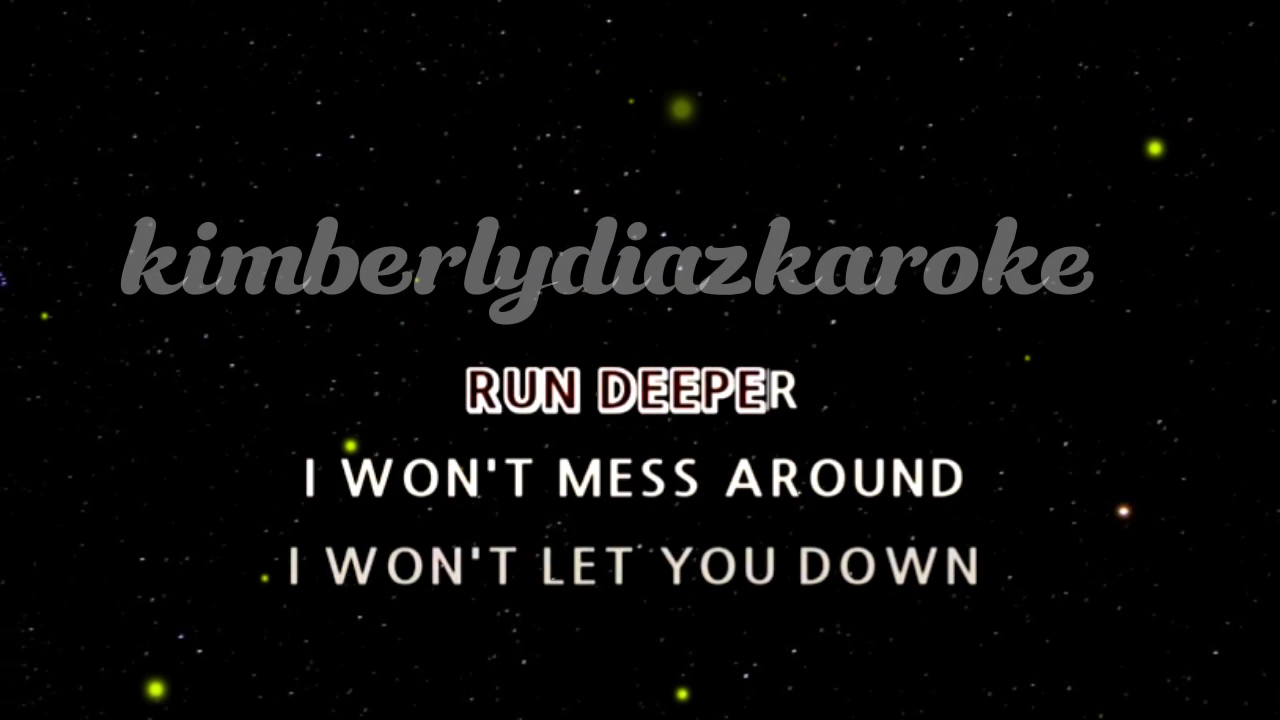 kimberlydiazkaroke
RUN DEEPER
I WON'T MESS AROUND
I WON'T LET YOU DOWN